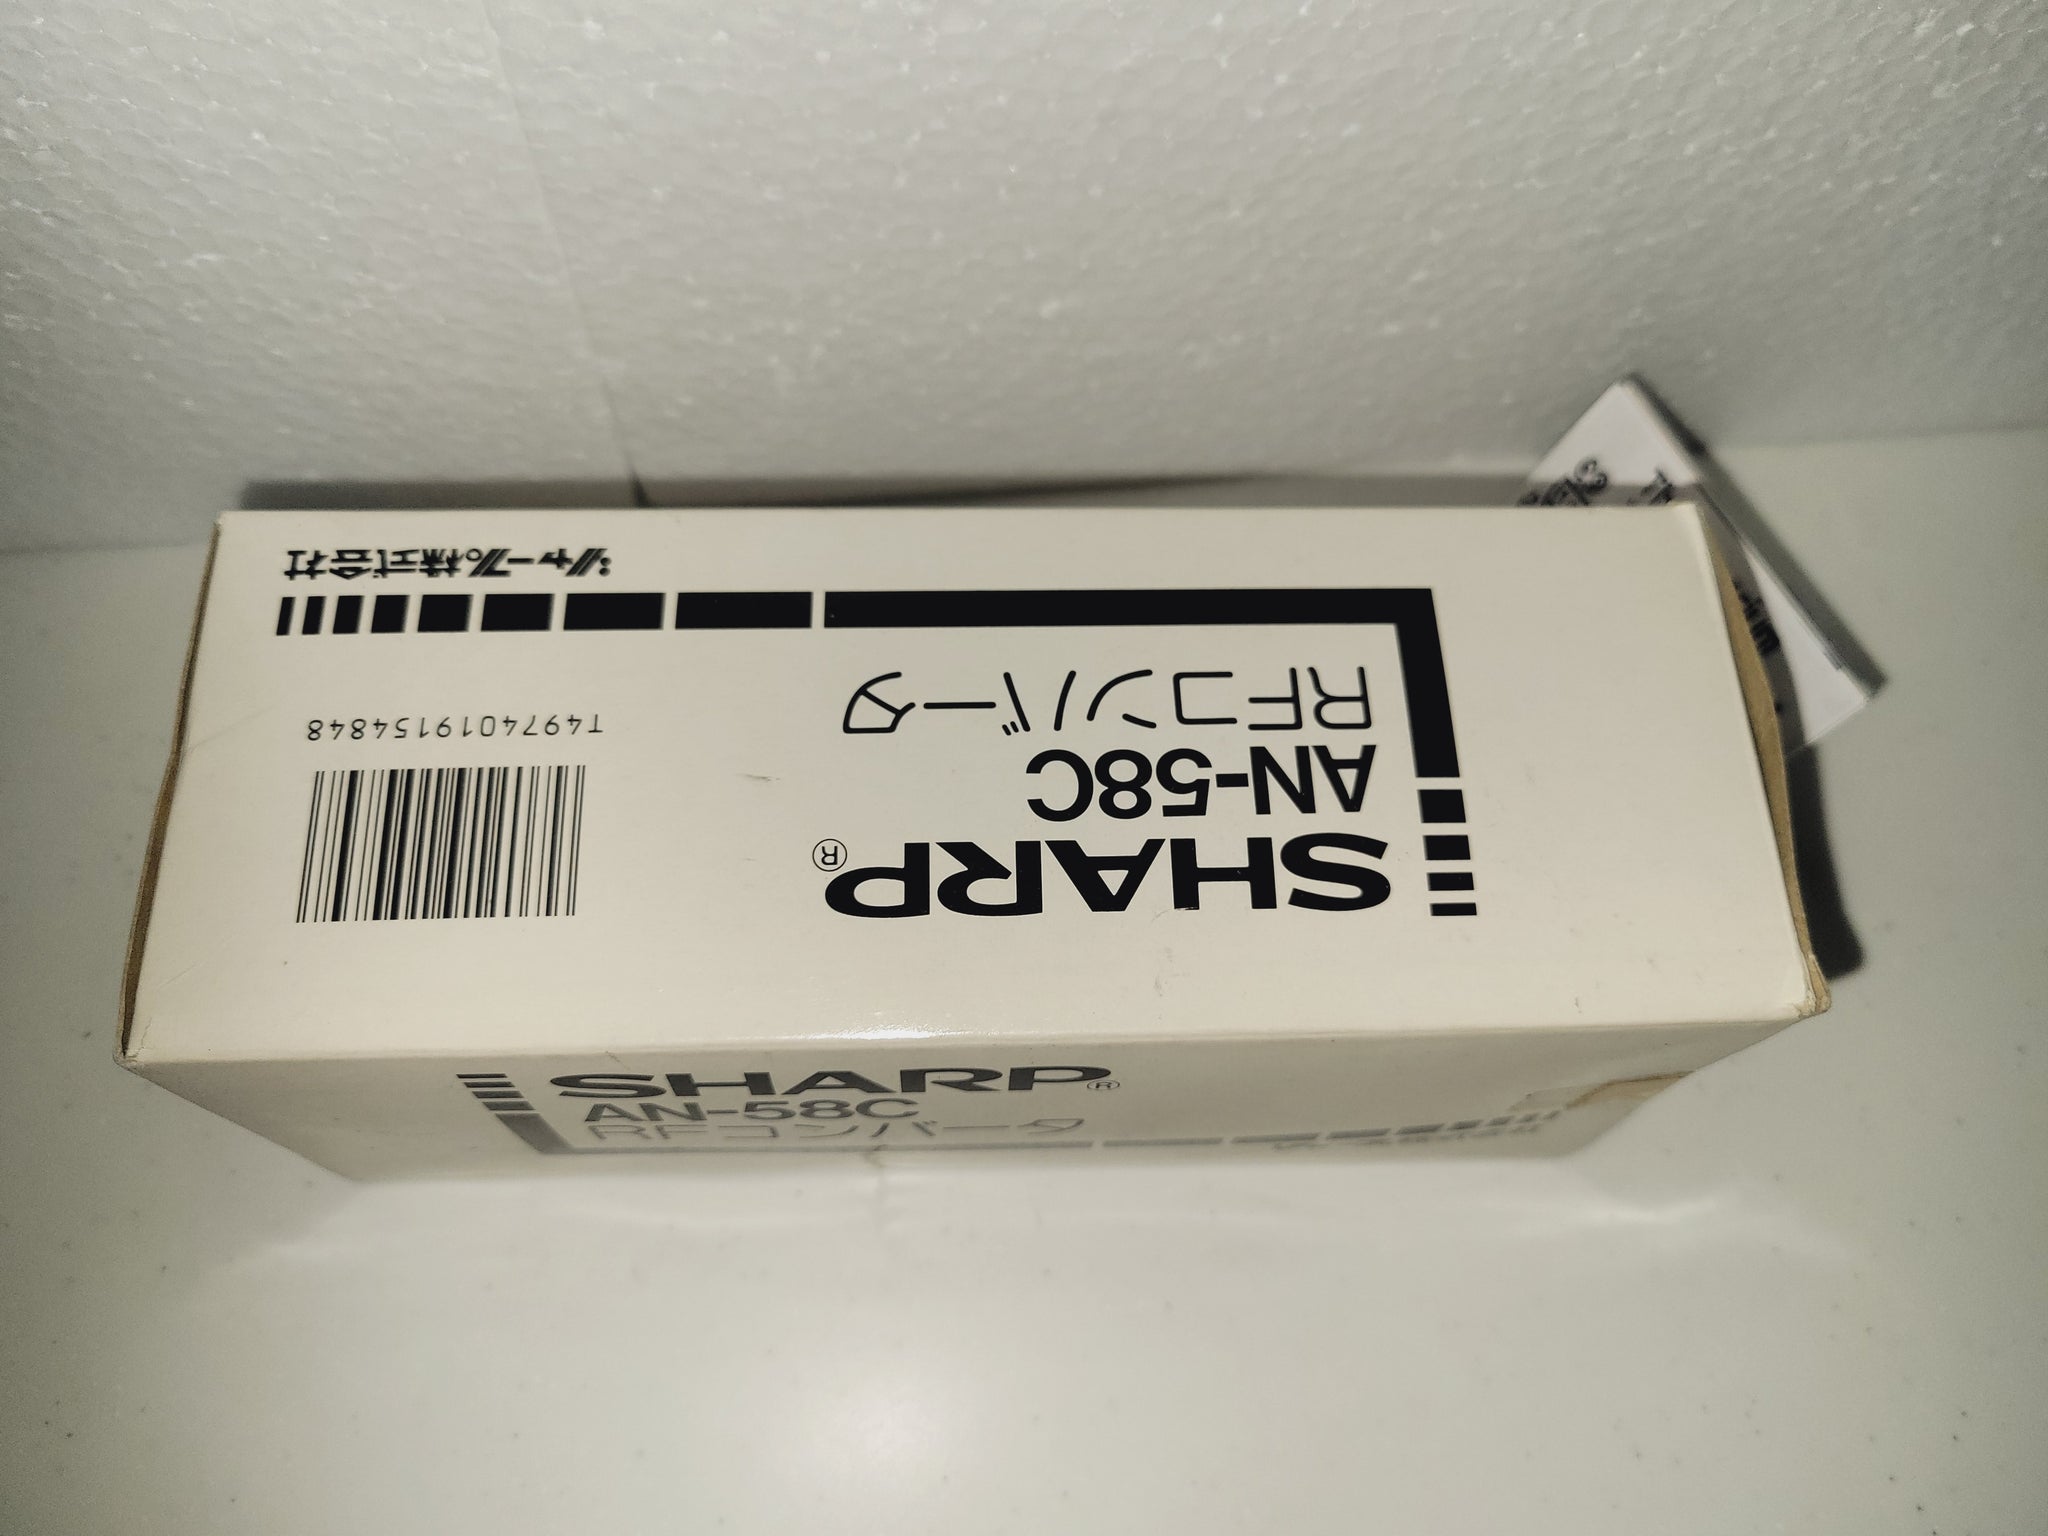 SHARP®
AN-58C
RFコンバータ
シャープ株式会社
T4974019154848
SHARP®
AN-58C
RFコンバータ